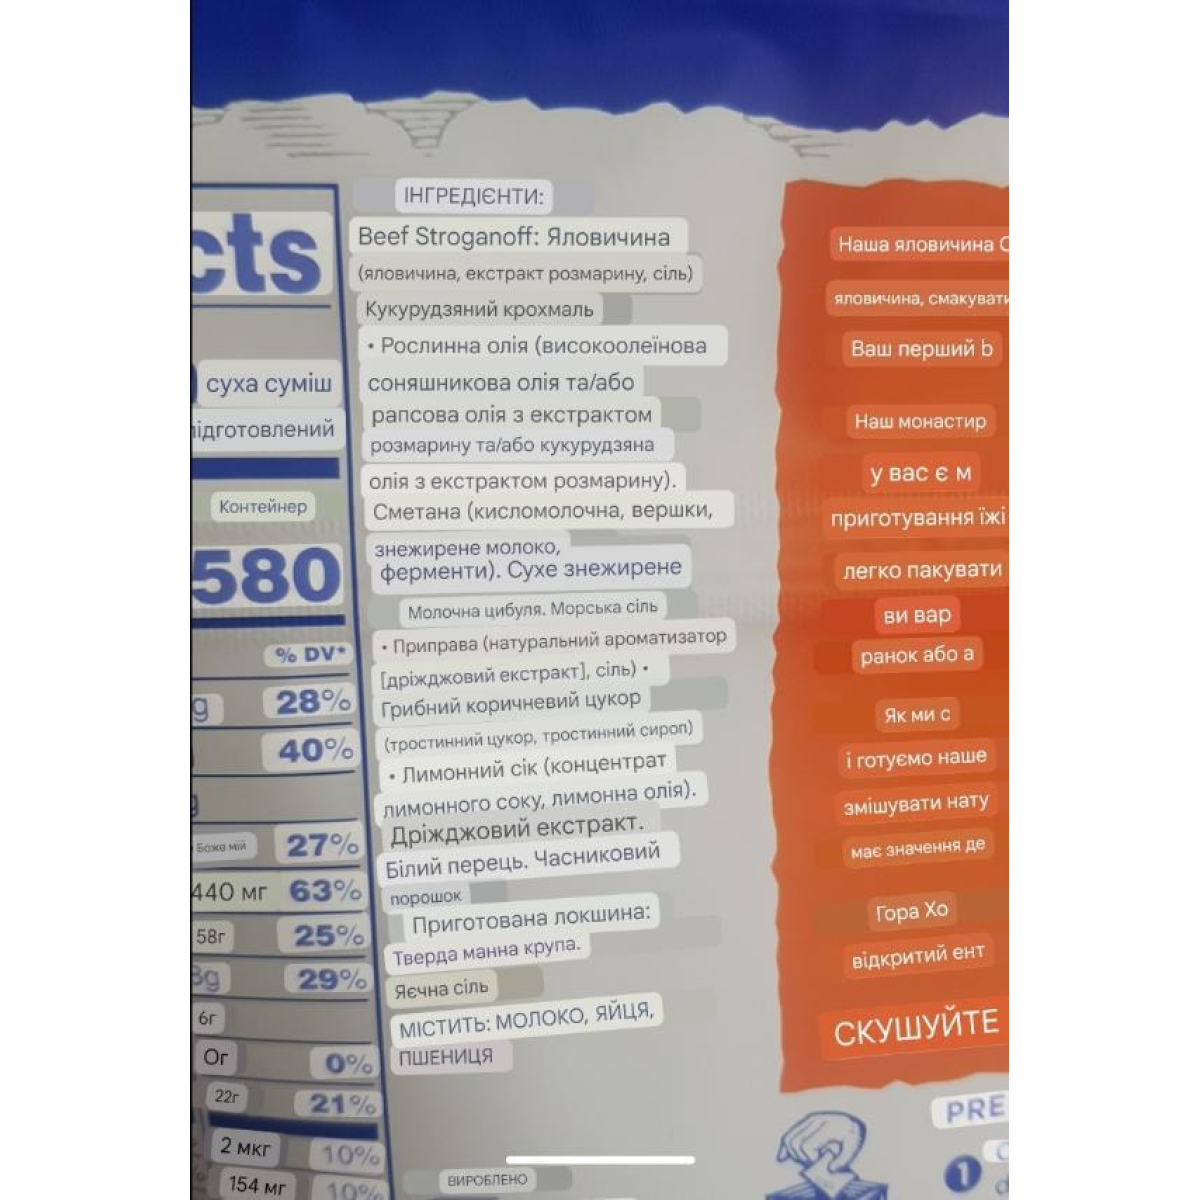 cts
суха суміш
підготовлений
Контейнер
580
% DV*
g 28%
40%
g
Боже мій 27%
440 мг 63%
58г 25%
8g 29%
6г
Ог 0%
22г 21%
2 мкг 10%
154 мг 10%
ІНГРЕДІЄНТИ:
Beef Stroganoff: Яловичина
(яловичина, екстракт розмарину, сіль)
Кукурудзяний крохмаль
• Рослинна олія (високоолеїнова
соняшникова олія та/або
рапсова олія з екстрактом
розмарину та/або кукурудзяна
олія з екстрактом розмарину).
Сметана (кисломолочна, вершки,
знежирене молоко,
ферменти). Сухе знежирене
Молочна цибуля. Морська сіль
• Приправа (натуральний ароматизатор
[дріжджовий екстракт], сіль) •
Грибний коричневий цукор
(тростинний цукор, тростинний сироп)
• Лимонний сік (концентрат
лимонного соку, лимонна олія).
Дріжджовий екстракт.
Білий перець. Часниковий
порошок
Приготована локшина:
Тверда манна крупа.
Яєчна сіль
МІСТИТЬ: МОЛОКО, ЯЙЦЯ,
ПШЕНИЦЯ
ВИРОБЛЕНО
Наша яловичина С
яловичина, смакувати
Ваш перший b
Наш монастир
у вас є м
приготування їжі
легко пакувати
ви вар
ранок або а
Як ми с
і готуємо наше
змішувати нату
має значення де
Гора Хо
відкритий ент
СКУШУЙТЕ
PRE
1